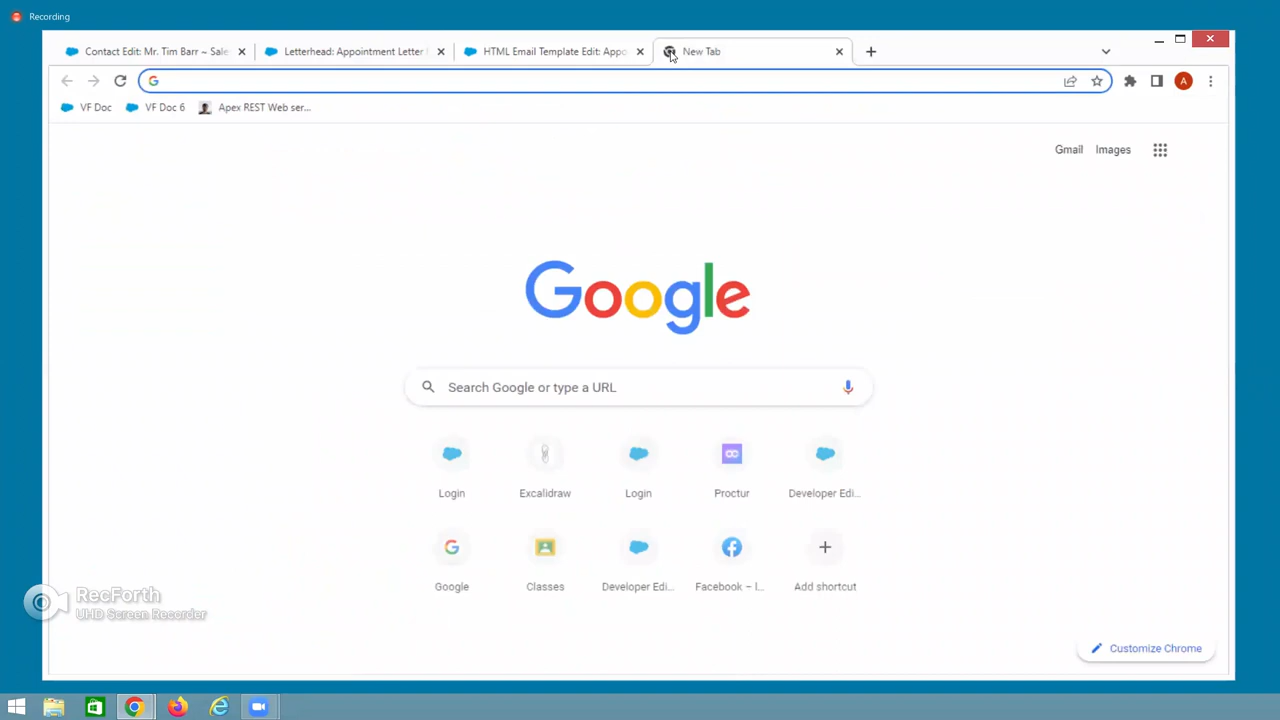 Recording
Contact Edit: Mr. Tim Barr ~ Sale
Letterhead: Appointment Letter
HTML Email Template Edit: Appo
New Tab
A
VF Doc
VF Doc 6
Apex REST Web ser...
Gmail
Images
Google
Search Google or type a URL
Login
Excalidraw
Login
Proctur
Developer Edi...
Google
Classes
Developer Edi...
Facebook – l...
Add shortcut
RecForth
UHD Screen Recorder
Customize Chrome